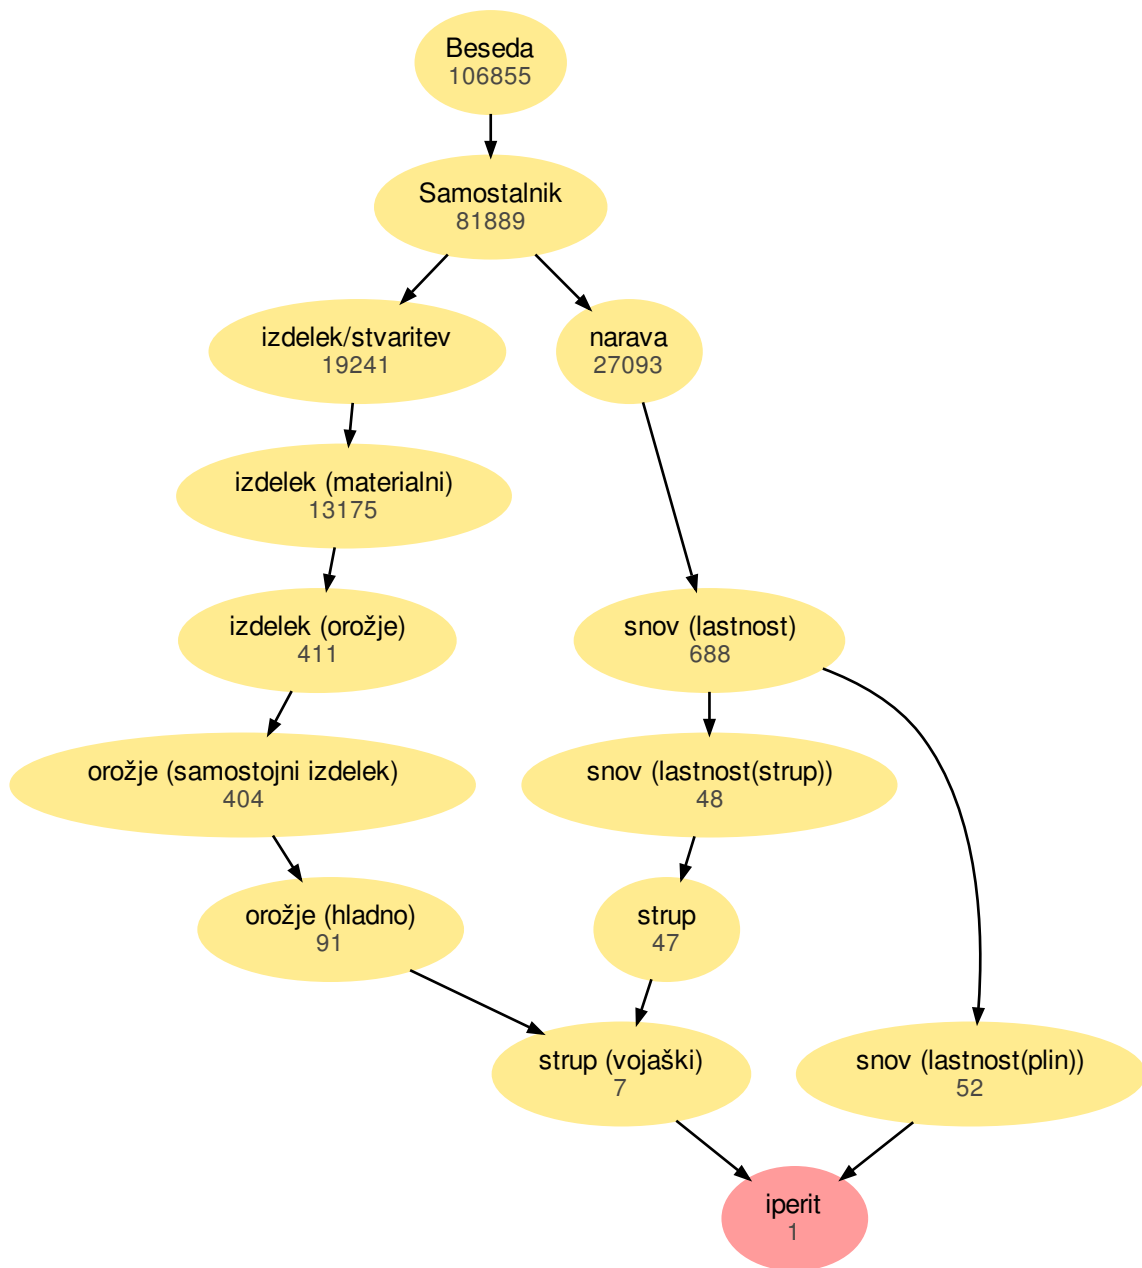 Beseda
106855
Samostalnik
81889
izdelek/stvaritev
19241
narava
27093
izdelek (materialni)
13175
izdelek (orožje)
411
snov (lastnost)
688
orožje (samostojni izdelek)
404
snov (lastnost(strup))
48
orožje (hladno)
91
strup
47
strup (vojaški)
7
snov (lastnost(plin))
52
iperit
1